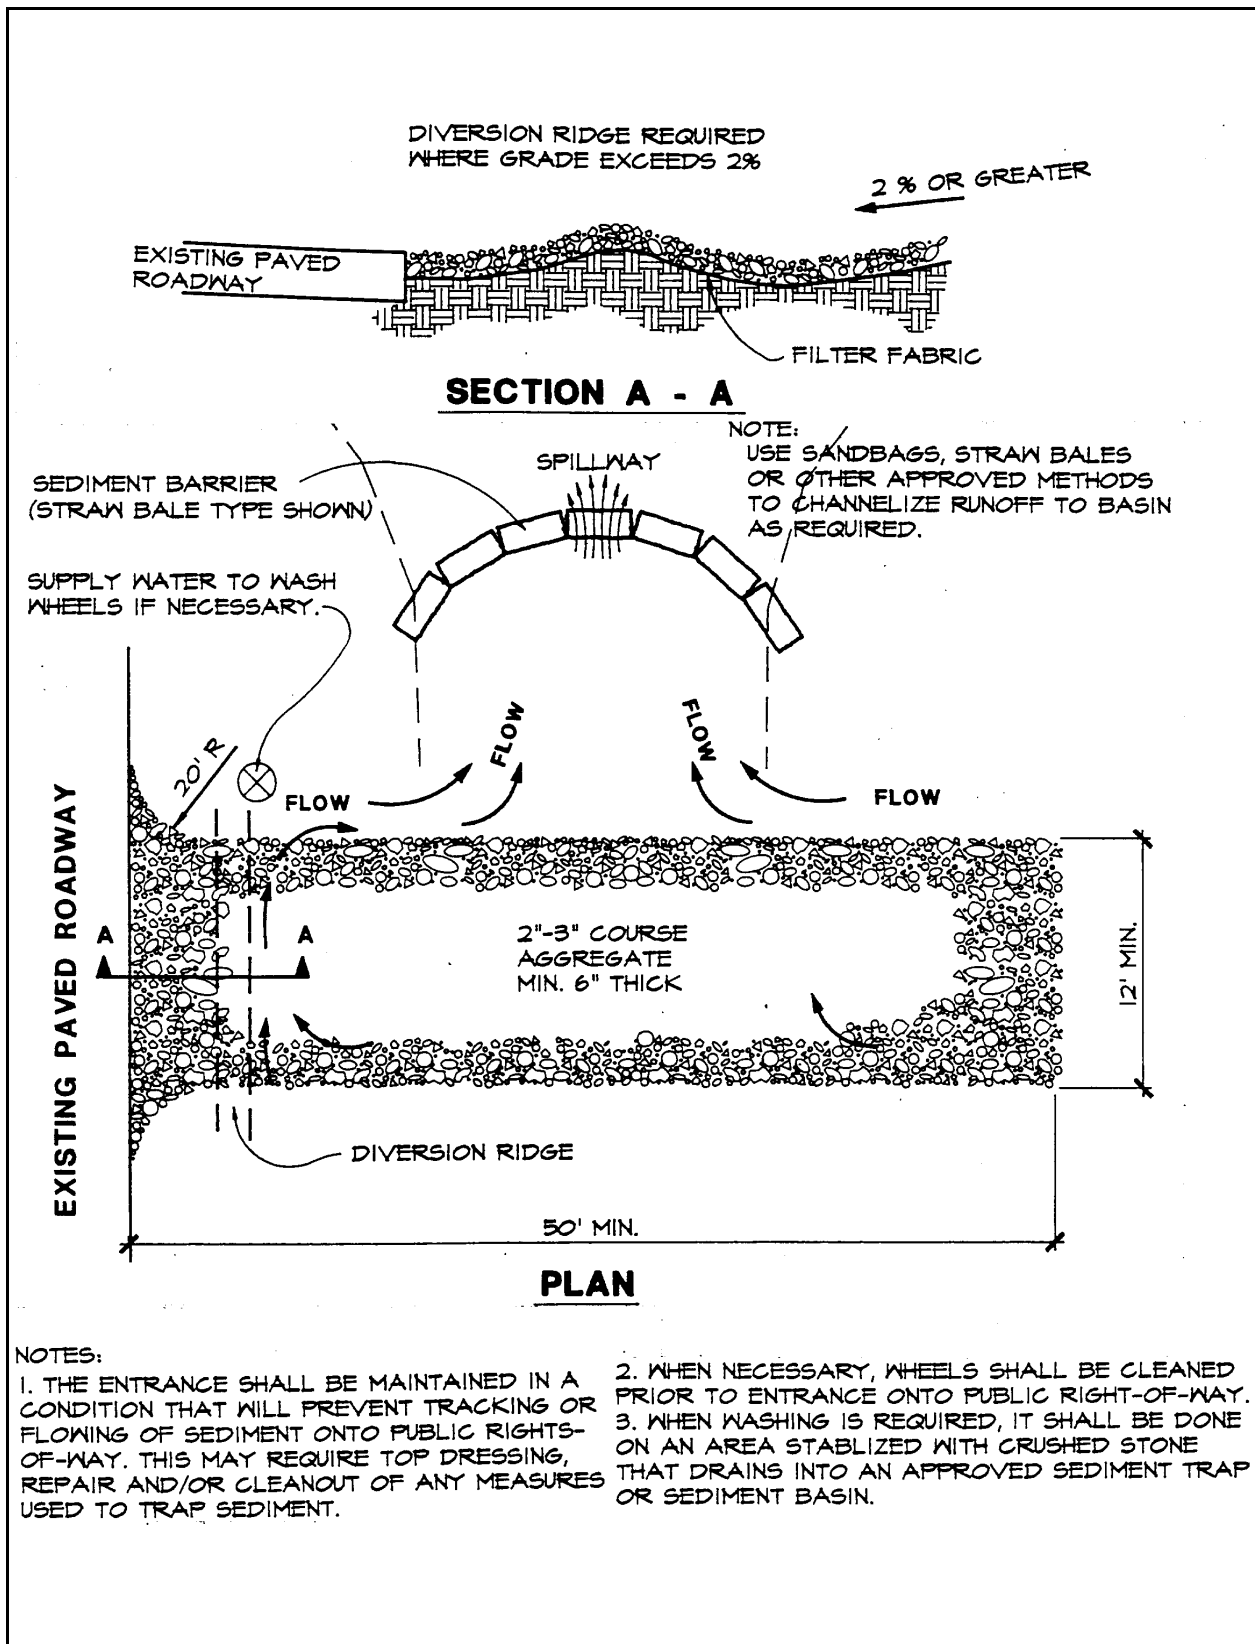 DIVERSION RIDGE REQUIRED
WHERE GRADE EXCEEDS 2%
2 % OR GREATER
EXISTING PAVED
ROADWAY
FILTER FABRIC
SECTION A - A
NOTE:
USE SANDBAGS, STRAW BALES
OR OTHER APPROVED METHODS
TO CHANNELIZE RUNOFF TO BASIN
AS REQUIRED.
SPILLWAY
SEDIMENT BARRIER
(STRAW BALE TYPE SHOWN)
SUPPLY WATER TO WASH
WHEELS IF NECESSARY.
20' R
FLOW
FLOW
FLOW
FLOW
EXISTING PAVED ROADWAY
A
A
2"-3" COURSE
AGGREGATE
MIN. 6" THICK
12' MIN.
DIVERSION RIDGE
50' MIN.
PLAN
NOTES:
1. THE ENTRANCE SHALL BE MAINTAINED IN A
CONDITION THAT WILL PREVENT TRACKING OR
FLOWING OF SEDIMENT ONTO PUBLIC RIGHTS-
OF-WAY. THIS MAY REQUIRE TOP DRESSING,
REPAIR AND/OR CLEANOUT OF ANY MEASURES
USED TO TRAP SEDIMENT.
2. WHEN NECESSARY, WHEELS SHALL BE CLEANED
PRIOR TO ENTRANCE ONTO PUBLIC RIGHT-OF-WAY.
3. WHEN WASHING IS REQUIRED, IT SHALL BE DONE
ON AN AREA STABLIZED WITH CRUSHED STONE
THAT DRAINS INTO AN APPROVED SEDIMENT TRAP
OR SEDIMENT BASIN.